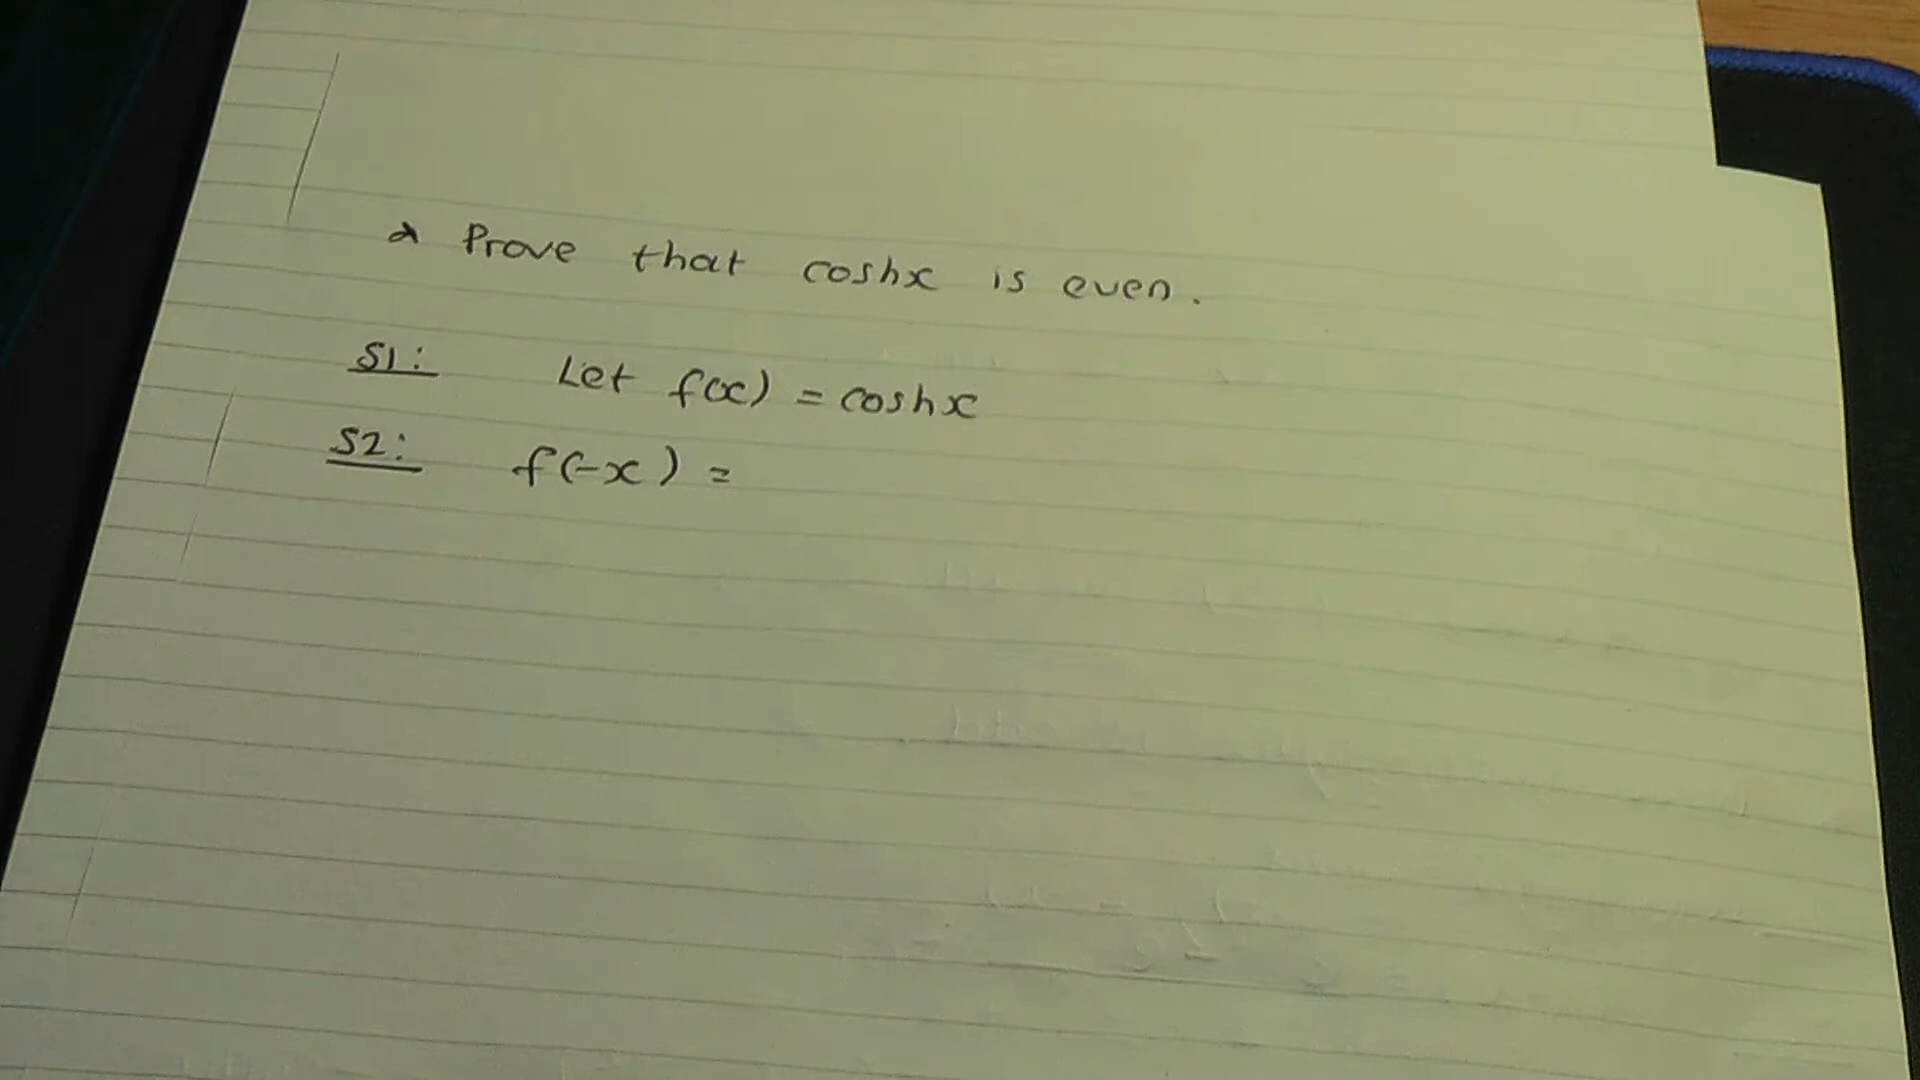 Prove that coshx is even.
S1: Let f(x) = coshx
S2: f(-x) =